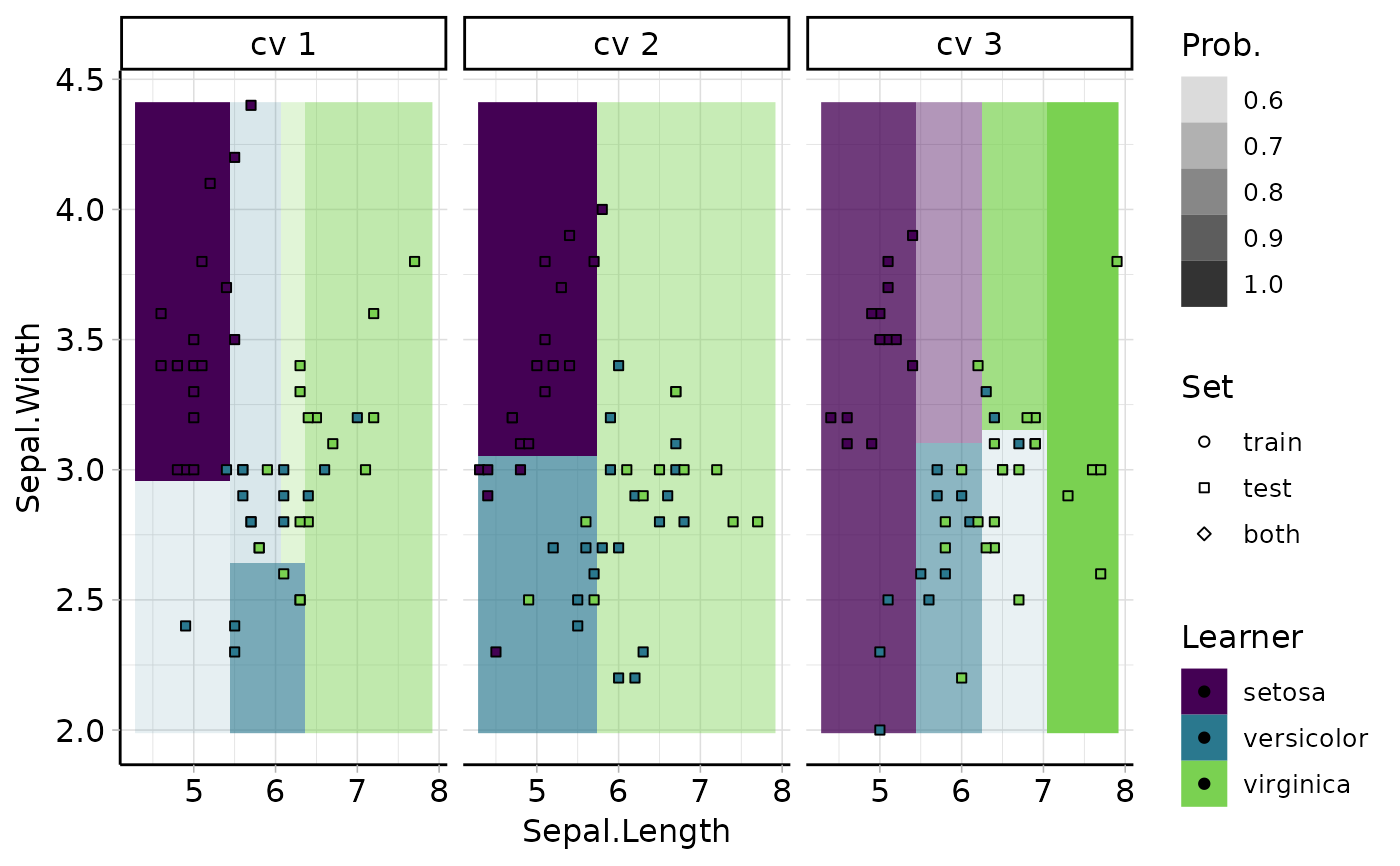 cv 1
cv 2
cv 3
Sepal.Width
4.5
4.0
3.5
3.0
2.5
2.0
5 6 7 8
5 6 7 8
5 6 7 8
Sepal.Length
Prob.
0.6
0.7
0.8
0.9
1.0
Set
train
test
both
Learner
setosa
versicolor
virginica